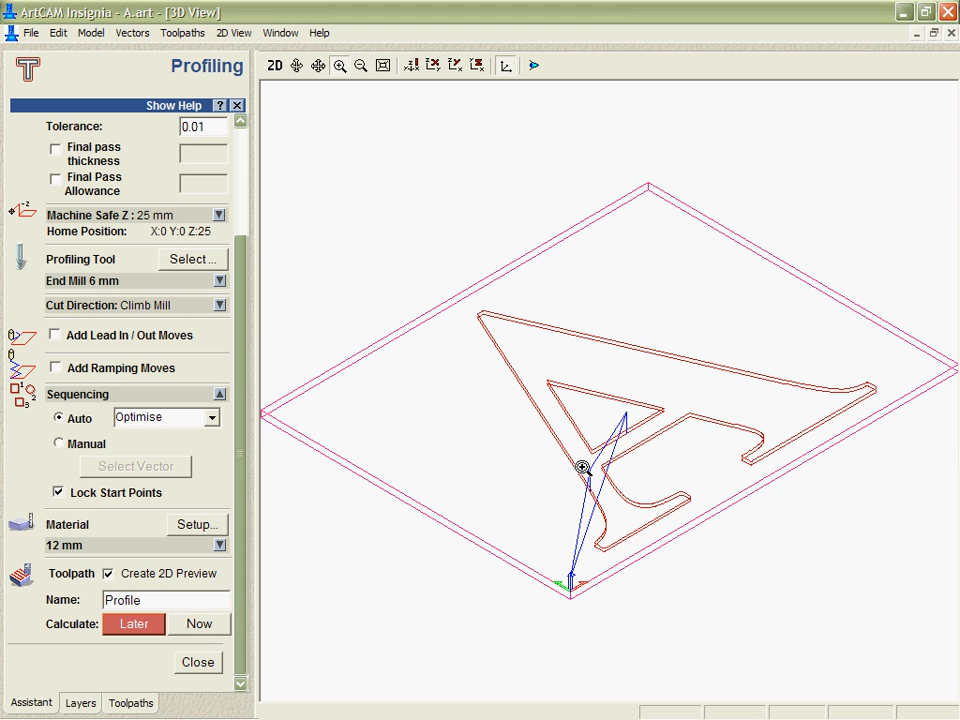 ArtCAM Insignia - A.art - [3D View]
File Edit Model Vectors Toolpaths 2D View Window Help
Profiling
Show Help ?
Tolerance: 0.01
Final pass
thickness
Final Pass
Allowance
Machine Safe Z : 25 mm
Home Position: X:0 Y:0 Z:25
Profiling Tool Select ...
End Mill 6 mm
Cut Direction: Climb Mill
Add Lead In / Out Moves
Add Ramping Moves
Sequencing
Auto Optimise
Manual
Select Vector
Lock Start Points
Material Setup...
12 mm
Toolpath Create 2D Preview
Name: Profile
Calculate: Later Now
Close
Assistant Layers Toolpaths
2D